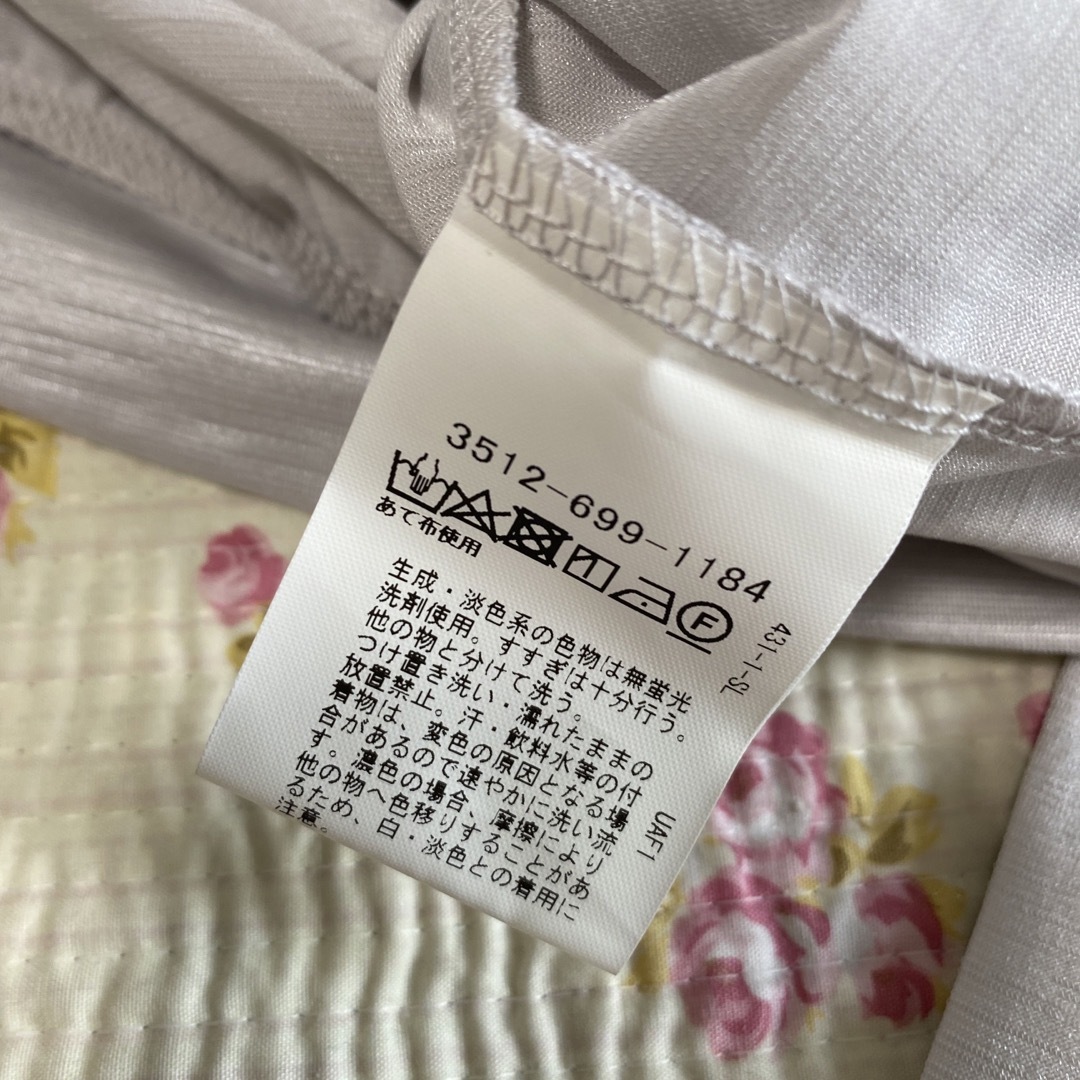 3512-699-1184
F
あて布使用
生成・淡色系の色物は無蛍光
洗剤使用。すすぎは十分行う。
他の物と分けて洗う。
つけ置き洗い・濡れたままの
放置禁止。汗・飲料水等の付
着物は、変色の原因となる場
合があるので速やかに洗い流
す。濃色の場合、摩擦により
他の物へ色移りすることがあ
るため、白・淡色との着用に
注意。
431-1-SL
UAF1